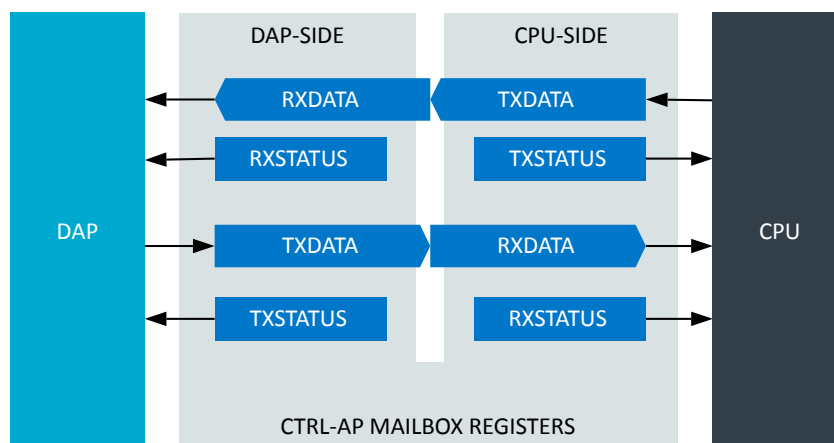 DAP-SIDE CPU-SIDE
RXDATA TXDATA
RXSTATUS TXSTATUS
DAP CPU
TXDATA RXDATA
TXSTATUS RXSTATUS
CTRL-AP MAILBOX REGISTERS